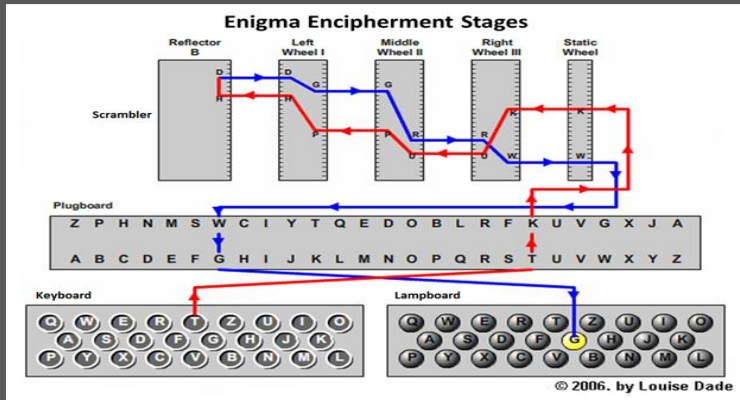 Enigma Encipherment Stages
Reflector B
Left Wheel I
Middle Wheel II
Right Wheel III
Static Wheel
D D G G
H H K K
Scrambler
P P R R W W
U U
Plugboard
Z P H N M S W C I Y T Q E D O B L R F K U V G X J A
A B C D E F G H I J K L M N O P Q R S T U V W X Y Z
Keyboard
Lampboard
Q W E R T Z U I O
A S D F G H J K
P Y X C V B N M L
Q W E R T Z U I O
A S D F G H J K
P Y X C V B N M L
© 2006. by Louise Dade